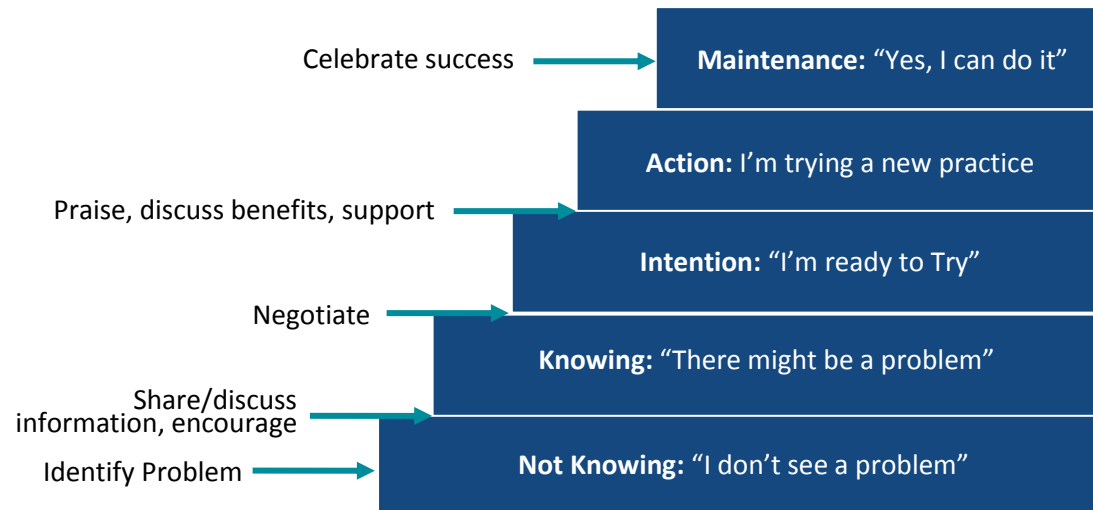 Celebrate success
Maintenance: “Yes, I can do it”
Action: I’m trying a new practice
Praise, discuss benefits, support
Intention: “I’m ready to Try”
Negotiate
Knowing: “There might be a problem”
Share/discuss
information, encourage
Identify Problem
Not Knowing: “I don’t see a problem”